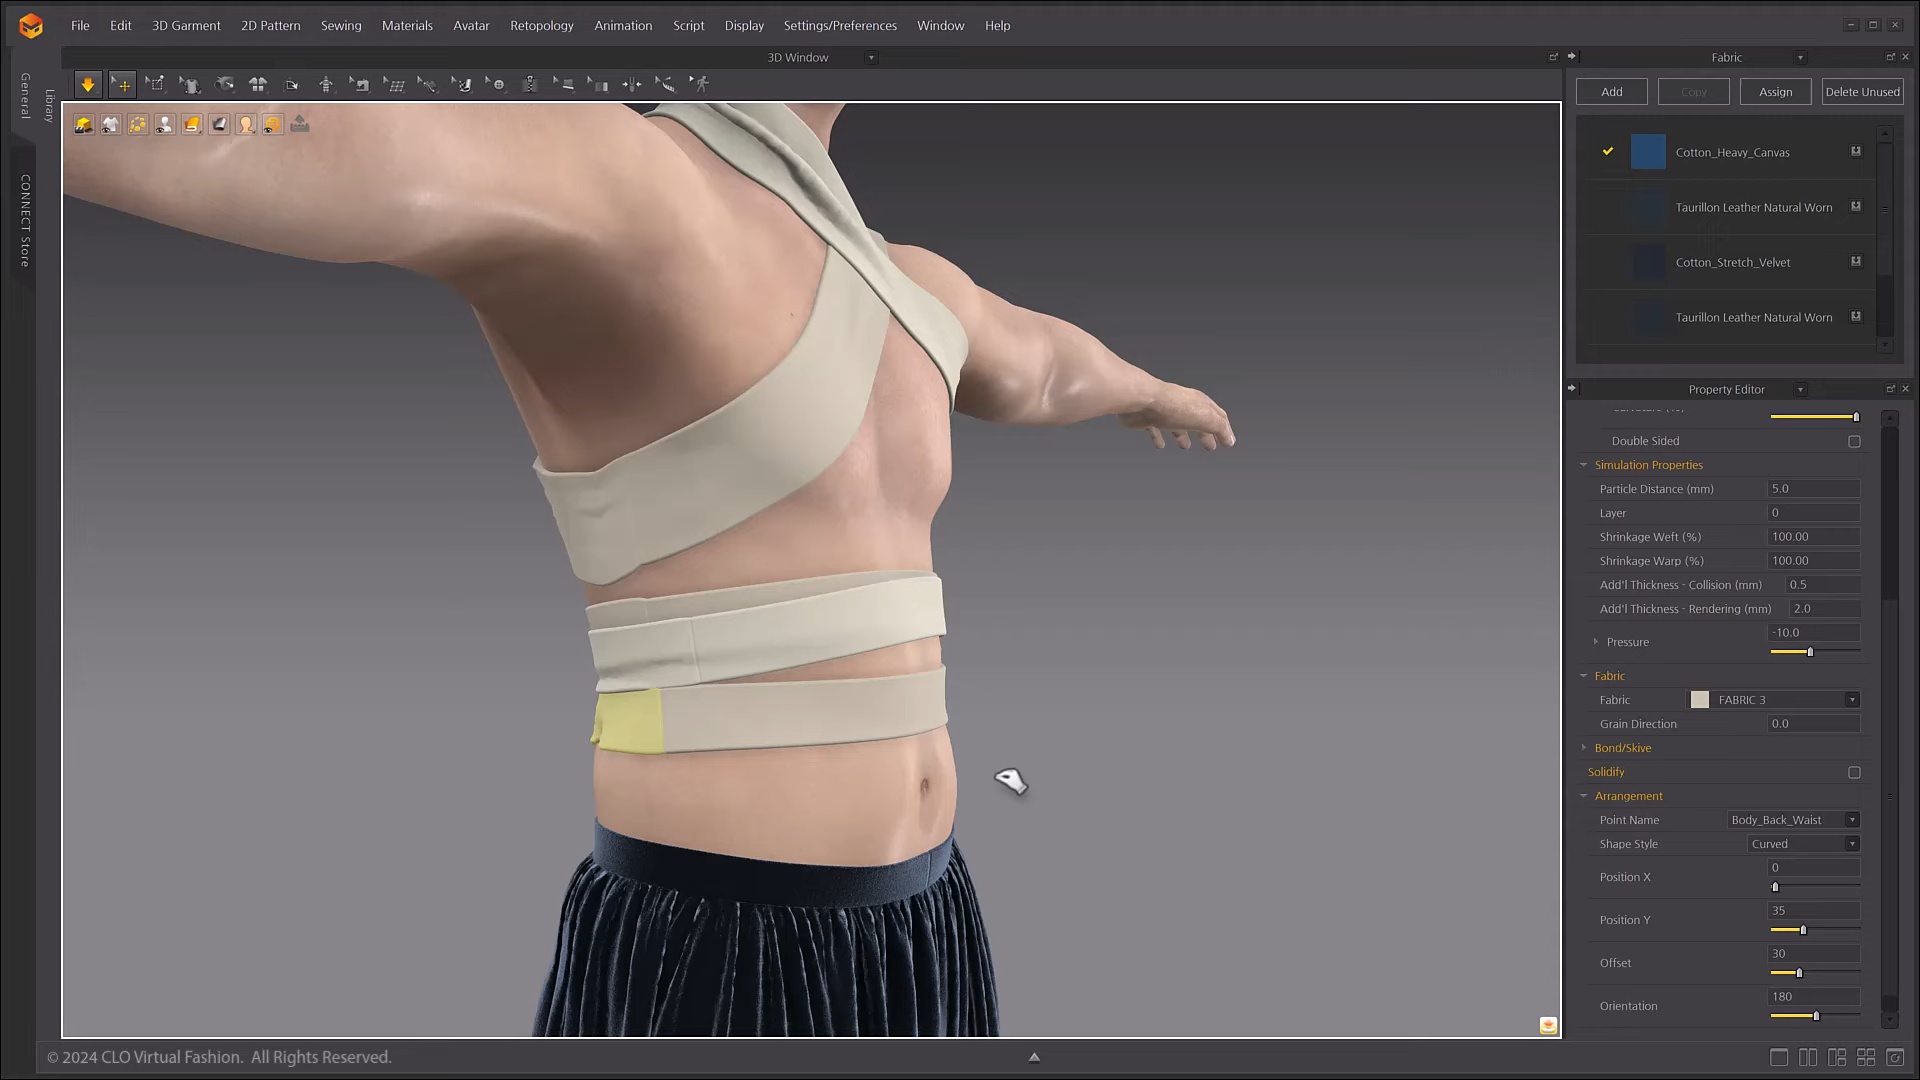 File Edit 3D Garment 2D Pattern Sewing Materials Avatar Retopology Animation Script Display Settings/Preferences Window Help
3D Window
Fabric
General
Library
CONNECT Store
Add Copy Assign Delete Unused
Cotton_Heavy_Canvas
Taurillon Leather Natural Worn
Cotton_Stretch_Velvet
Taurillon Leather Natural Worn
Property Editor
Double Sided
Simulation Properties
Particle Distance (mm) 5.0
Layer 0
Shrinkage Weft (%) 100.00
Shrinkage Warp (%) 100.00
Add'l Thickness - Collision (mm) 0.5
Add'l Thickness - Rendering (mm) 2.0
Pressure -10.0
Fabric
Fabric FABRIC 3
Grain Direction 0.0
Bond/Skive
Solidify
Arrangement
Point Name Body_Back_Waist
Shape Style Curved
Position X 0
Position Y 35
Offset 30
Orientation 180
© 2024 CLO Virtual Fashion. All Rights Reserved.